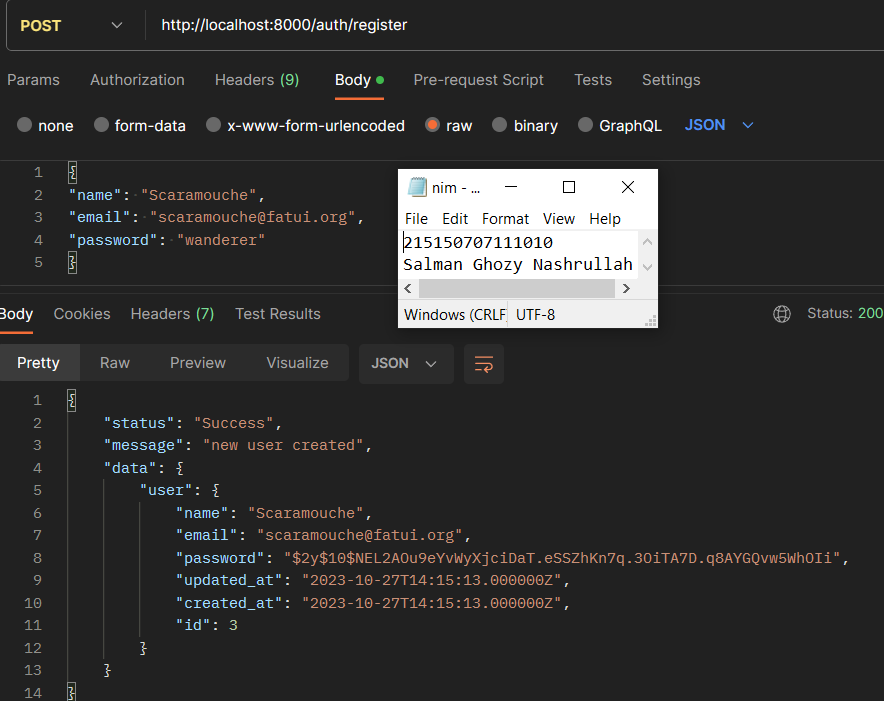 POST http://localhost:8000/auth/register
Params Authorization Headers (9) Body Pre-request Script Tests Settings
none form-data x-www-form-urlencoded raw binary GraphQL JSON
1 {
2 "name": "Scaramouche",
3 "email": "scaramouche@fatui.org",
4 "password": "wanderer"
5 }
nim - ...
File Edit Format View Help
215150707111010
Salman Ghozy Nashrullah
Windows (CRLF UTF-8
Body Cookies Headers (7) Test Results Status: 200
Pretty Raw Preview Visualize JSON
1 {
2 "status": "Success",
3 "message": "new user created",
4 "data": {
5 "user": {
6 "name": "Scaramouche",
7 "email": "scaramouche@fatui.org",
8 "password": "$2y$10$NEL2AOu9eYvWyXjciDaT.eSSZhKn7q.3OiTA7D.q8AYGQvw5WhOIi",
9 "updated_at": "2023-10-27T14:15:13.000000Z",
10 "created_at": "2023-10-27T14:15:13.000000Z",
11 "id": 3
12 }
13 }
14 }